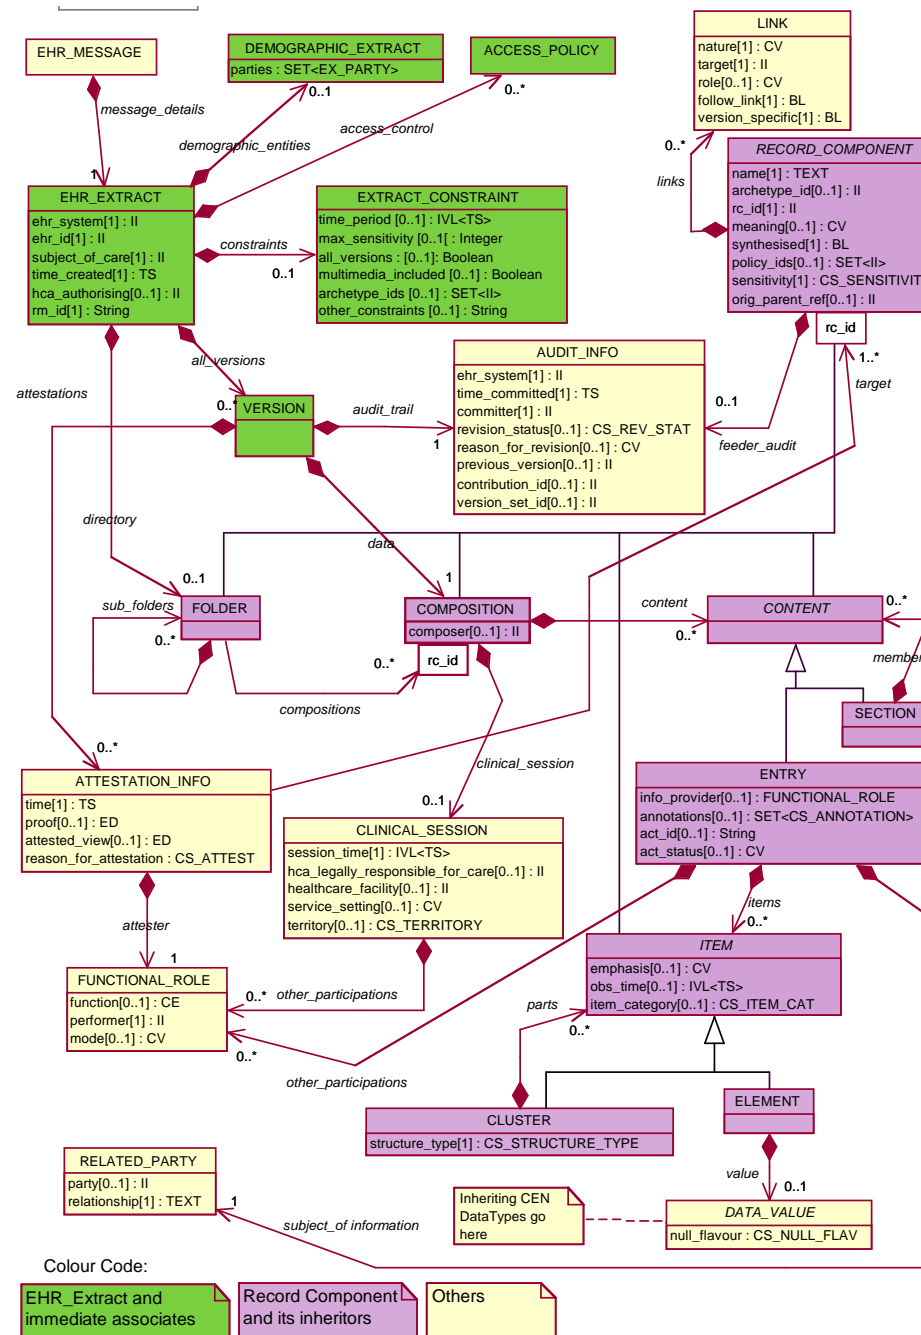 LINK
nature[1] : CV
target[1] : II
role[0..1] : CV
follow_link[1] : BL
version_specific[1] : BL
EHR_MESSAGE
DEMOGRAPHIC_EXTRACT
parties : SET<EX_PARTY>
ACCESS_POLICY
0..1
0..*
message_details
access_control
demographic_entities
0..*
links
1
RECORD_COMPONENT
name[1] : TEXT
archetype_id[0..1] : II
rc_id[1] : II
meaning[0..1] : CV
synthesised[1] : BL
policy_ids[0..1] : SET<II>
sensitivity[1] : CS_SENSITIVIT
orig_parent_ref[0..1] : II
rc_id
EHR_EXTRACT
ehr_system[1] : II
ehr_id[1] : II
subject_of_care[1] : II
time_created[1] : TS
hca_authorising[0..1] : II
rm_id[1] : String
constraints
0..1
EXTRACT_CONSTRAINT
time_period [0..1] : IVL<TS>
max_sensitivity [0..1[ : Integer
all_versions : [0..1]: Boolean
multimedia_included [0..1] : Boolean
archetype_ids [0..1] : SET<II>
other_constraints [0..1] : String
all_versions
attestations
0..*
VERSION
audit_trail
1
AUDIT_INFO
ehr_system[1] : II
time_committed[1] : TS
committer[1] : II
revision_status[0..1] : CS_REV_STAT
reason_for_revision[0..1] : CV
previous_version[0..1] : II
contribution_id[0..1] : II
version_set_id[0..1] : II
0..1
feeder_audit
1..*
target
directory
data
0..1
1
sub_folders
0..*
FOLDER
COMPOSITION
composer[0..1] : II
rc_id
0..*
compositions
content
0..*
CONTENT
0..*
member
SECTION
0..*
clinical_session
0..1
ATTESTATION_INFO
time[1] : TS
proof[0..1] : ED
attested_view[0..1] : ED
reason_for_attestation : CS_ATTEST
ENTRY
info_provider[0..1] : FUNCTIONAL_ROLE
annotations[0..1] : SET<CS_ANNOTATION>
act_id[0..1] : String
act_status[0..1] : CV
CLINICAL_SESSION
session_time[1] : IVL<TS>
hca_legally_responsible_for_care[0..1] : II
healthcare_facility[0..1] : II
service_setting[0..1] : CV
territory[0..1] : CS_TERRITORY
attester
1
items
0..*
FUNCTIONAL_ROLE
function[0..1] : CE
performer[1] : II
mode[0..1] : CV
0..*
other_participations
0..*
other_participations
ITEM
emphasis[0..1] : CV
obs_time[0..1] : IVL<TS>
item_category[0..1] : CS_ITEM_CAT
parts
0..*
CLUSTER
structure_type[1] : CS_STRUCTURE_TYPE
ELEMENT
value
0..1
RELATED_PARTY
party[0..1] : II
relationship[1] : TEXT
1
subject_of information
Inheriting CEN
DataTypes go
here
DATA_VALUE
null_flavour : CS_NULL_FLAV
Colour Code:
EHR_Extract and
immediate associates
Record Component
and its inheritors
Others